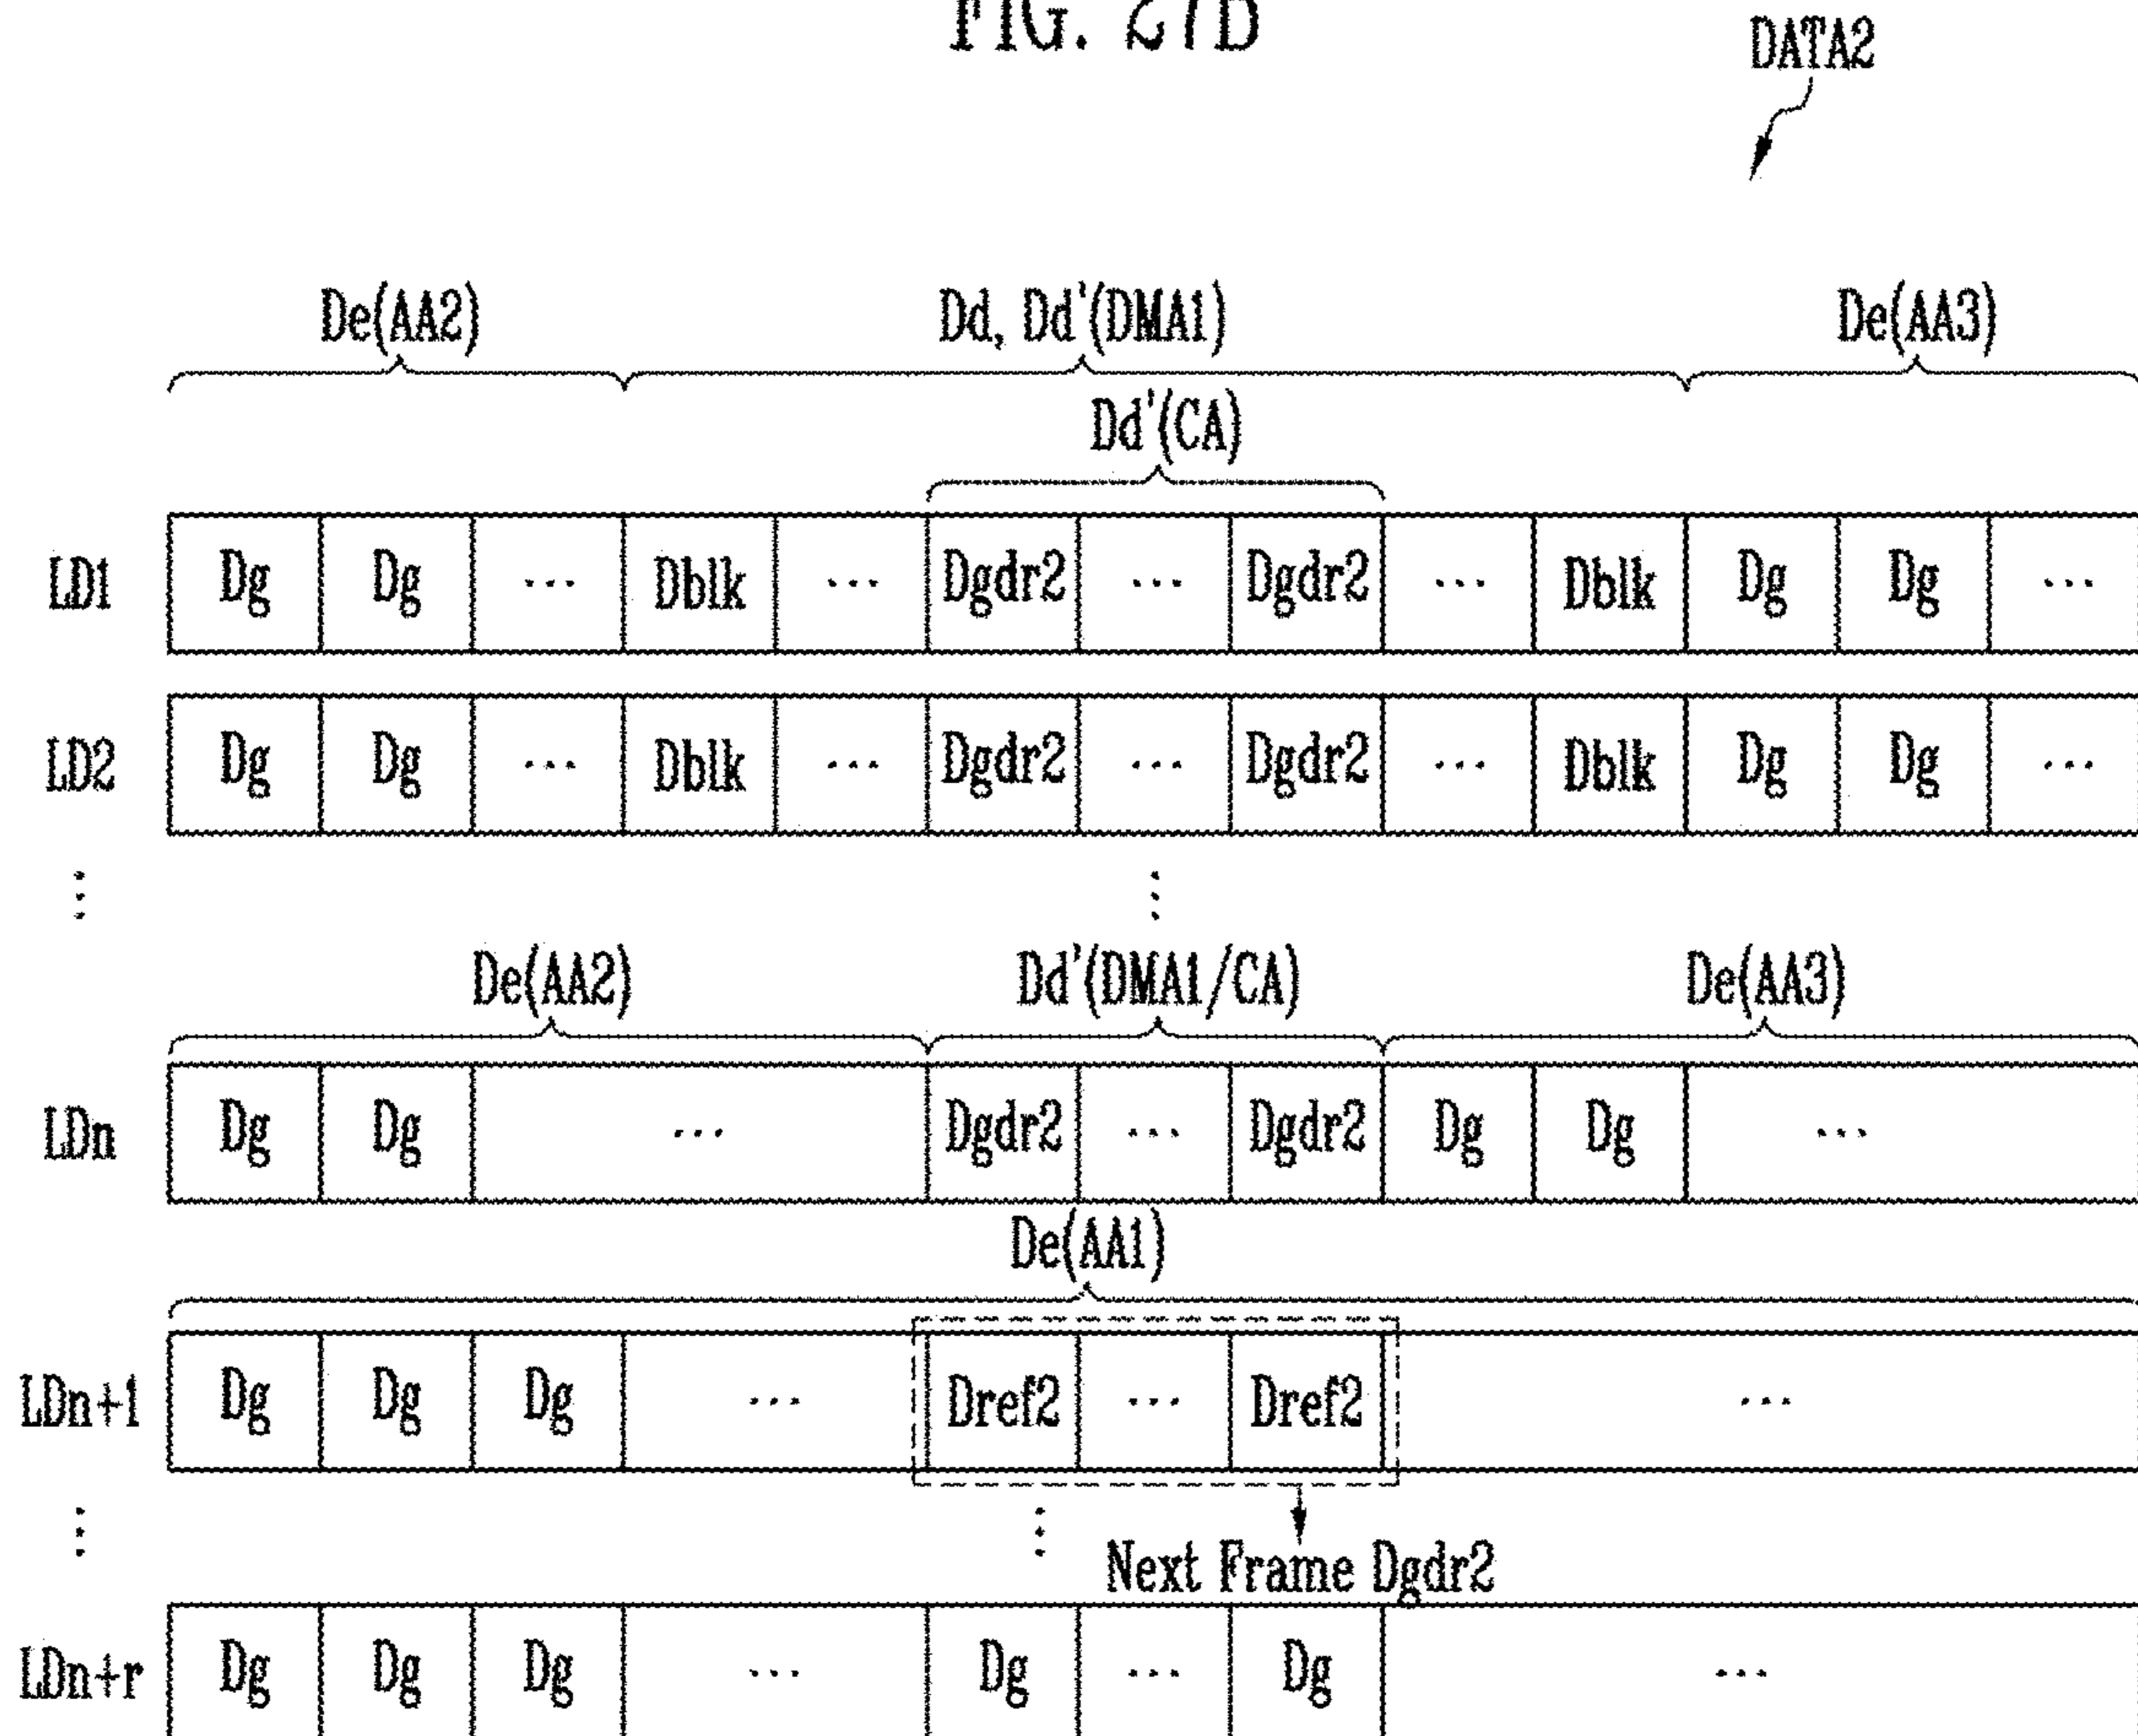 FIG. 27B
DATA2
De(AA2) Dd, Dd'(DMA1) De(AA3)
Dd'(CA)
LD1 Dg Dg ... Dblk ... Dgdr2 ... Dgdr2 ... Dblk Dg Dg ...
LD2 Dg Dg ... Dblk ... Dgdr2 ... Dgdr2 ... Dblk Dg Dg ...
De(AA2) Dd'(DMA1/CA) De(AA3)
LDn Dg Dg ... Dgdr2 ... Dgdr2 Dg Dg ...
De(AA1)
LDn+1 Dg Dg Dg ... Dref2 ... Dref2 ...
Next Frame Dgdr2
LDn+r Dg Dg Dg ... Dg ... Dg ...